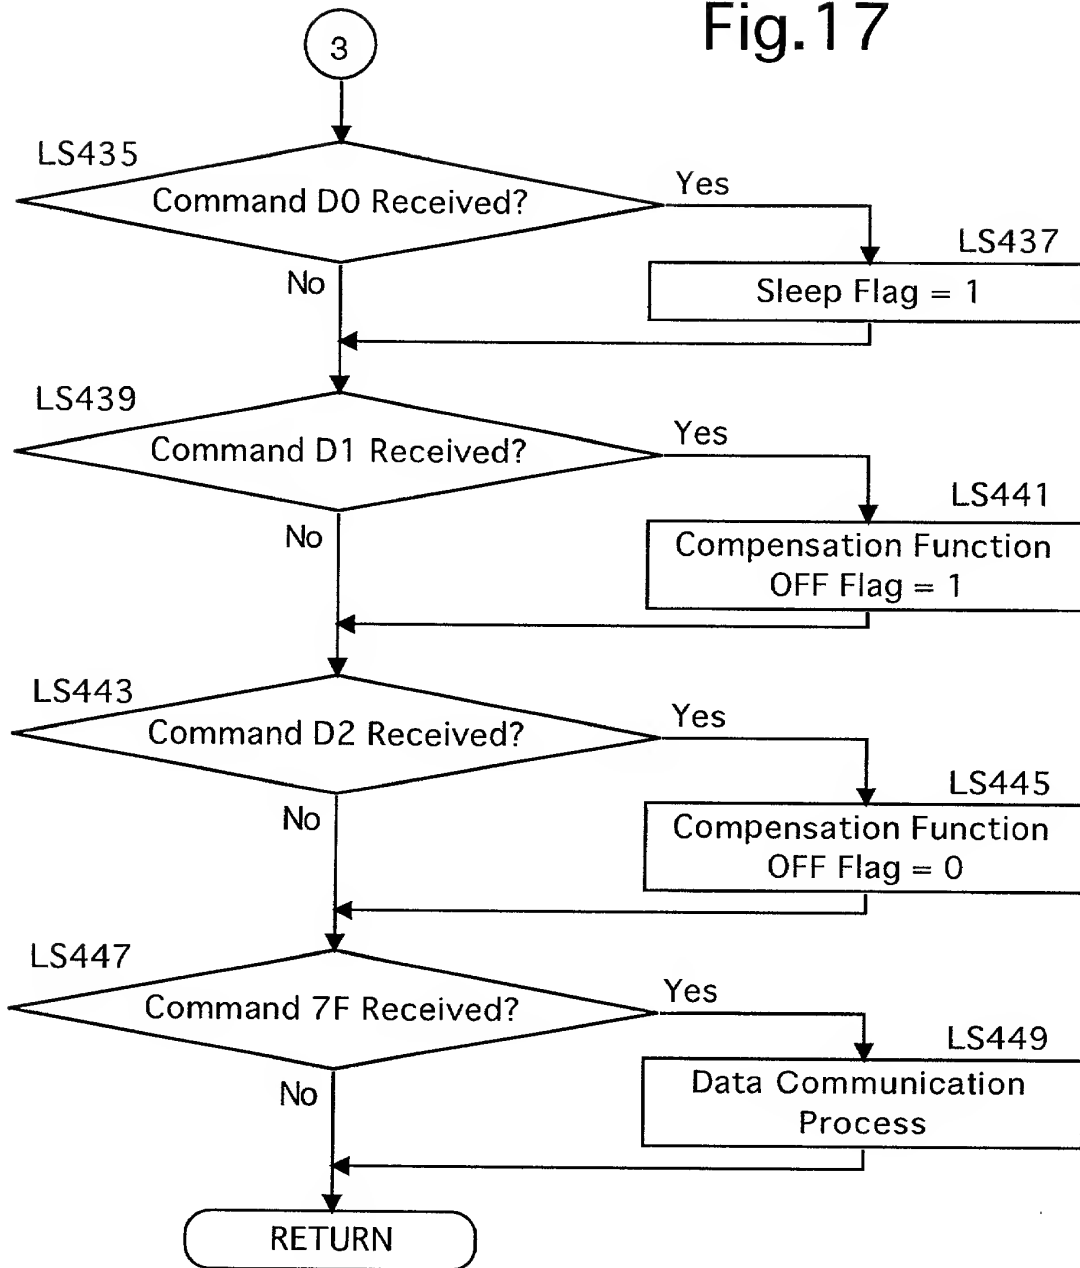 Fig.17
3
LS435
Command D0 Received?
Yes
No
LS437
Sleep Flag = 1
LS439
Command D1 Received?
Yes
No
LS441
Compensation Function
OFF Flag = 1
LS443
Command D2 Received?
Yes
No
LS445
Compensation Function
OFF Flag = 0
LS447
Command 7F Received?
Yes
No
LS449
Data Communication
Process
RETURN